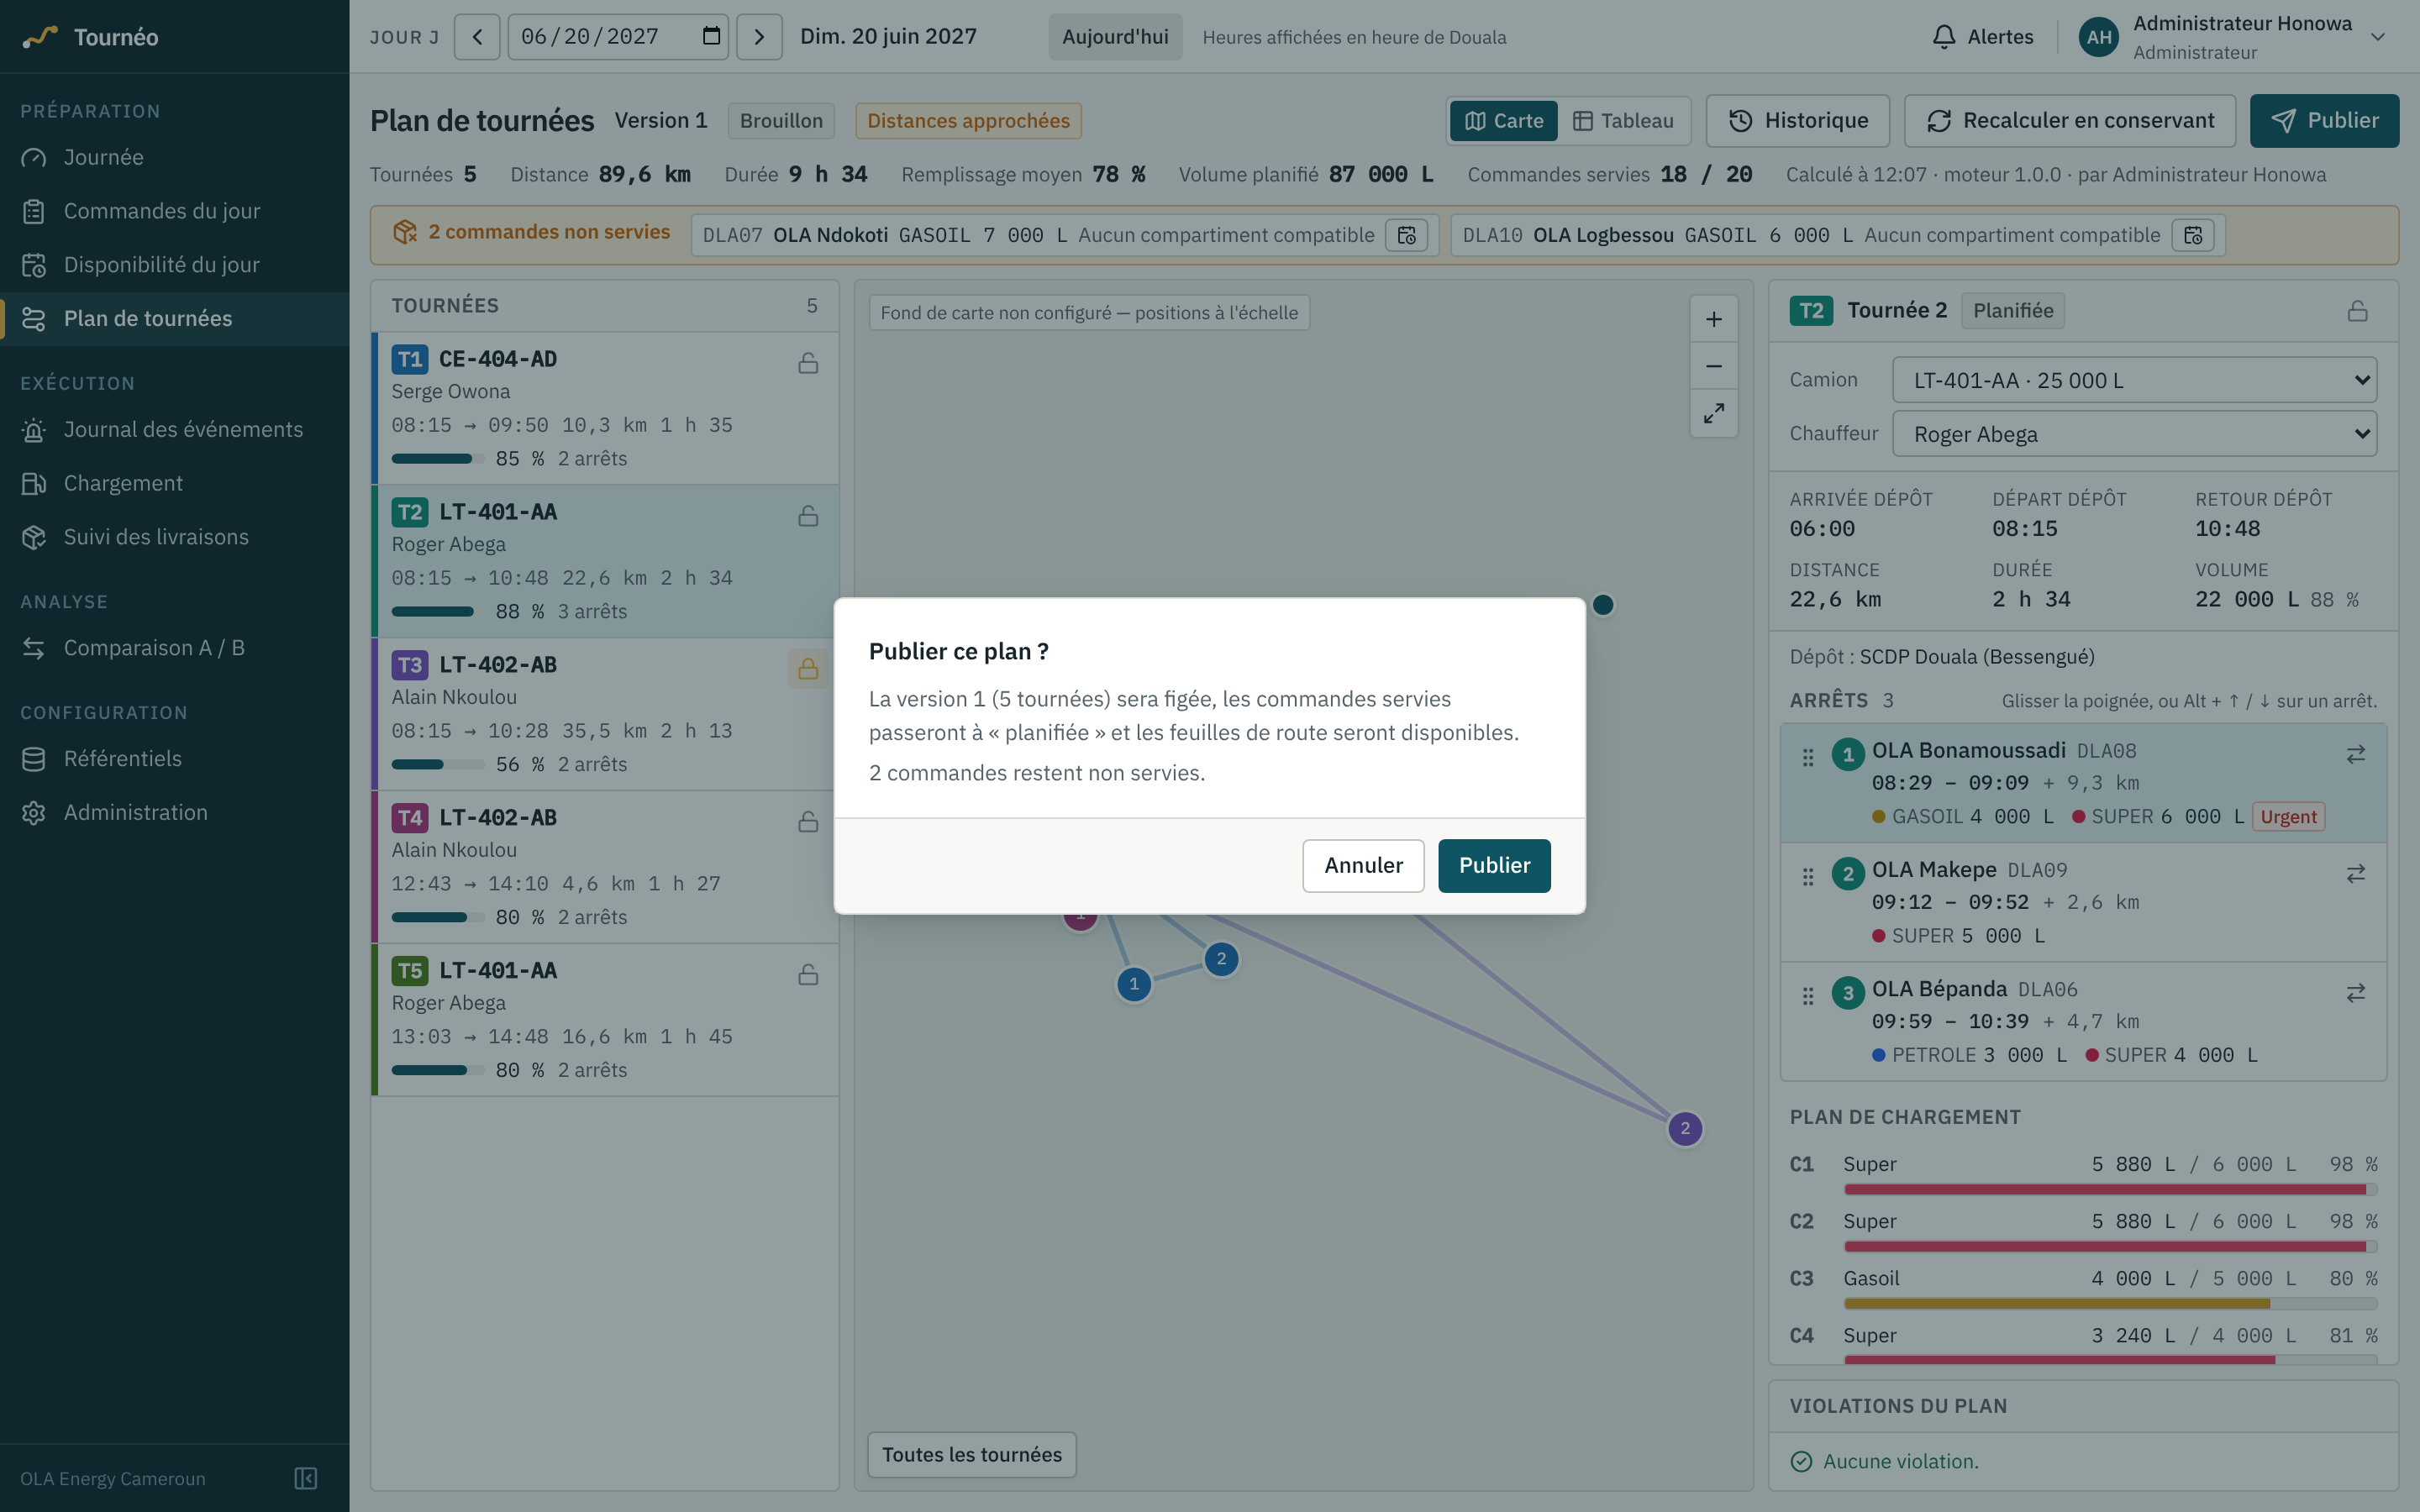 Tournéo
PRÉPARATION
Journée
Commandes du jour
Disponibilité du jour
Plan de tournées
EXÉCUTION
Journal des événements
Chargement
Suivi des livraisons
ANALYSE
Comparaison A / B
CONFIGURATION
Référentiels
Administration
OLA Energy Cameroun
JOUR J
06/20/2027
Dim. 20 juin 2027
Aujourd'hui
Heures affichées en heure de Douala
Alertes
AH
Administrateur Honowa
Administrateur
Plan de tournées Version 1 Brouillon Distances approchées
Carte Tableau Historique Recalculer en conservant Publier
Tournées 5 Distance 89,6 km Durée 9 h 34 Remplissage moyen 78 % Volume planifié 87 000 L Commandes servies 18 / 20 Calculé à 12:07 · moteur 1.0.0 · par Administrateur Honowa
2 commandes non servies DLA07 OLA Ndokoti GASOIL 7 000 L Aucun compartiment compatible DLA10 OLA Logbessou GASOIL 6 000 L Aucun compartiment compatible
TOURNÉES 5
T1 CE-404-AD
Serge Owona
08:15 → 09:50 10,3 km 1 h 35
85 % 2 arrêts
T2 LT-401-AA
Roger Abega
08:15 → 10:48 22,6 km 2 h 34
88 % 3 arrêts
T3 LT-402-AB
Alain Nkoulou
08:15 → 10:28 35,5 km 2 h 13
56 % 2 arrêts
T4 LT-402-AB
Alain Nkoulou
12:43 → 14:10 4,6 km 1 h 27
80 % 2 arrêts
T5 LT-401-AA
Roger Abega
13:03 → 14:48 16,6 km 1 h 45
80 % 2 arrêts
Fond de carte non configuré — positions à l'échelle
+
−
Publier ce plan ?
La version 1 (5 tournées) sera figée, les commandes servies
passeront à « planifiée » et les feuilles de route seront disponibles.
2 commandes restent non servies.
Annuler Publier
1
2
1
2
Toutes les tournées
T2 Tournée 2 Planifiée
Camion LT-401-AA · 25 000 L
Chauffeur Roger Abega
ARRIVÉE DÉPÔT DÉPART DÉPÔT RETOUR DÉPÔT
06:00 08:15 10:48
DISTANCE DURÉE VOLUME
22,6 km 2 h 34 22 000 L 88 %
Dépôt : SCDP Douala (Bessengué)
ARRÊTS 3 Glisser la poignée, ou Alt + ↑ / ↓ sur un arrêt.
1 OLA Bonamoussadi DLA08
08:29 – 09:09 + 9,3 km
GASOIL 4 000 L SUPER 6 000 L Urgent
2 OLA Makepe DLA09
09:12 – 09:52 + 2,6 km
SUPER 5 000 L
3 OLA Bépanda DLA06
09:59 – 10:39 + 4,7 km
PETROLE 3 000 L SUPER 4 000 L
PLAN DE CHARGEMENT
C1 Super 5 880 L / 6 000 L 98 %
C2 Super 5 880 L / 6 000 L 98 %
C3 Gasoil 4 000 L / 5 000 L 80 %
C4 Super 3 240 L / 4 000 L 81 %
VIOLATIONS DU PLAN
Aucune violation.